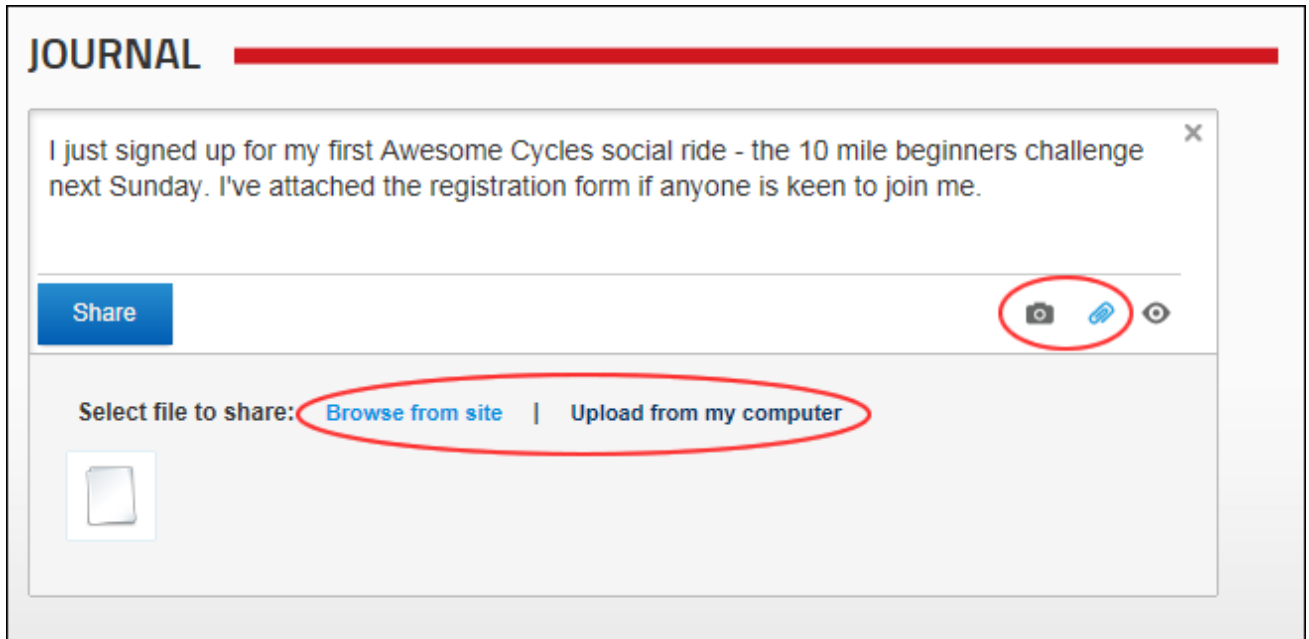 JOURNAL
I just signed up for my first Awesome Cycles social ride - the 10 mile beginners challenge
next Sunday. I've attached the registration form if anyone is keen to join me.
Share
Select file to share: Browse from site | Upload from my computer